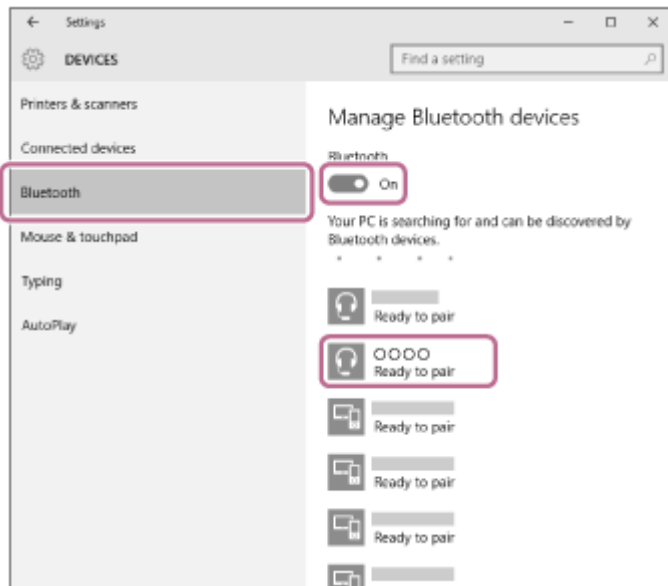 Settings
DEVICES
Find a setting
Printers & scanners
Connected devices
Bluetooth
Mouse & touchpad
Typing
AutoPlay
Manage Bluetooth devices
Bluetooth
On
Your PC is searching for and can be discovered by
Bluetooth devices.
Ready to pair
OOOO
Ready to pair
Ready to pair
Ready to pair
Ready to pair